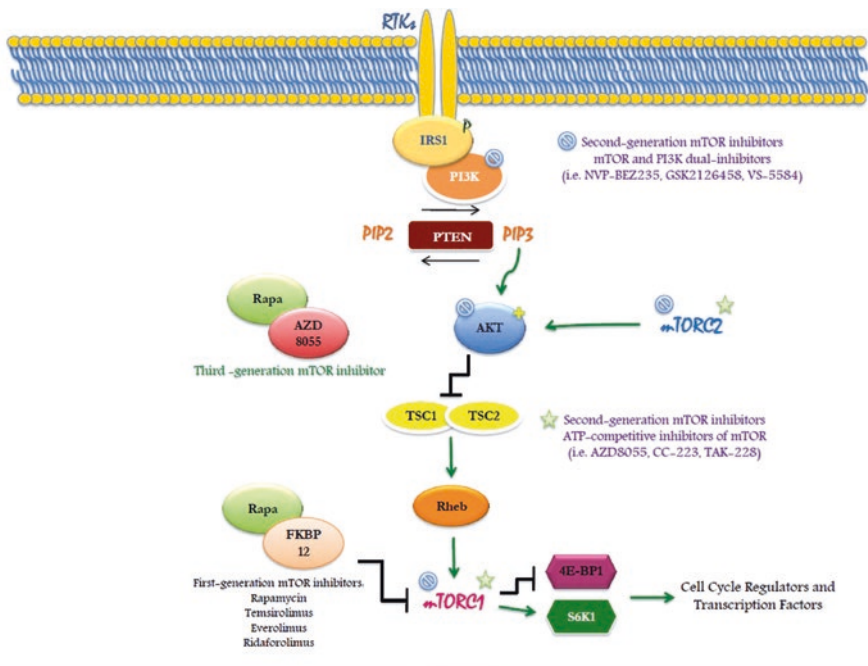 RTKs
P
IRS1
PI3K
Second-generation mTOR inhibitors
mTOR and PI3K dual-inhibitors
(i.e. NVP-BEZ235, GSK2126458, VS-5584)
PIP2
PTEN
PIP3
Rapa
AZD
8055
Third -generation mTOR inhibitor
AKT
mTORC2
TSC1
TSC2
Second-generation mTOR inhibitors
ATP-competitive inhibitors of mTOR
(i.e. AZD8055, CC-223, TAK-228)
Rapa
FKBP
12
Rheb
First-generation mTOR inhibitors.
Rapamycin
Temsirolimus
Everolimus
Ridaforolimus
mTORC1
4E-BP1
S6K1
Cell Cycle Regulators and
Transcription Factors